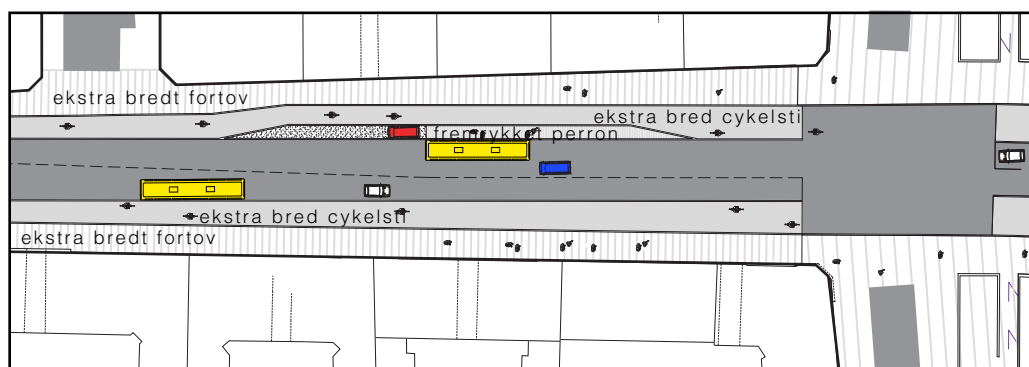 ekstra bredt fortov
ekstra bred cykelsti
fremrykket perron
ekstra bred cykelsti
ekstra bredt fortov